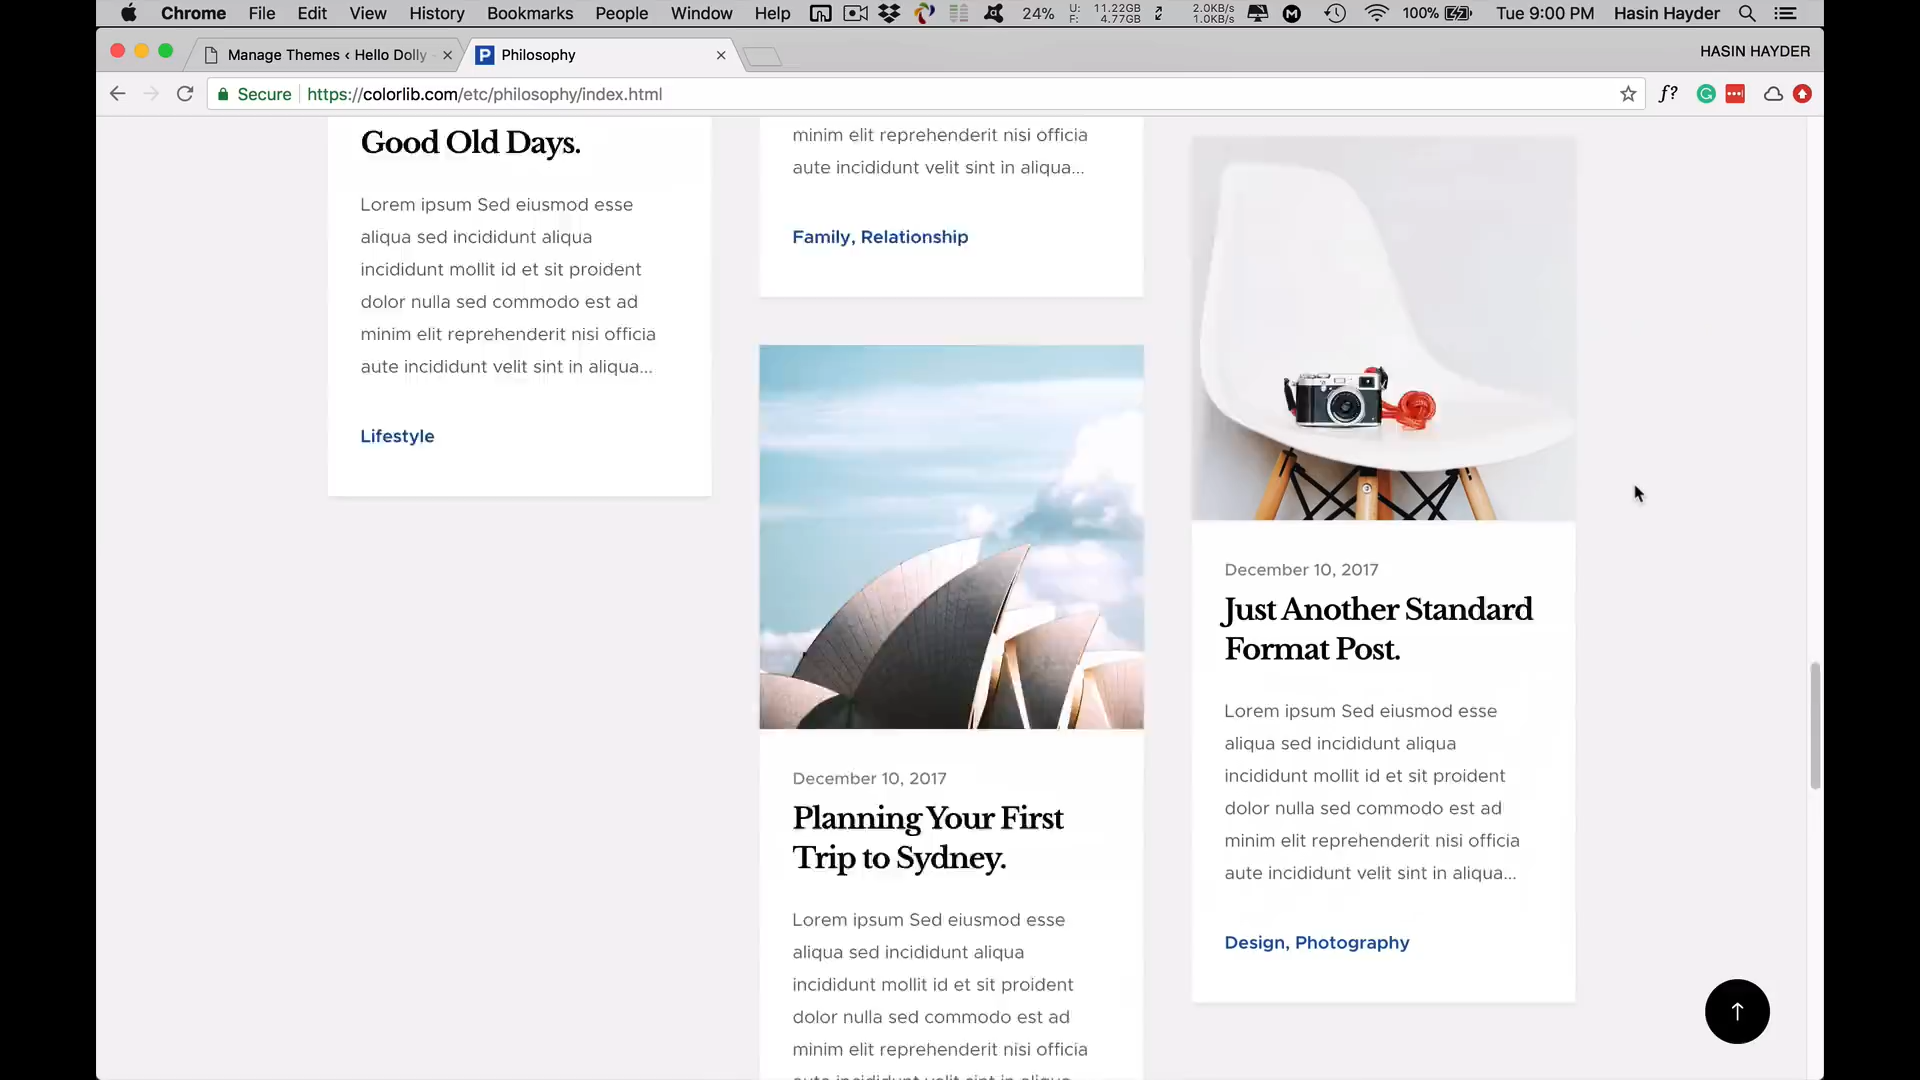 Chrome File Edit View History Bookmarks People Window Help 24% U: 11.22GB F: 4.77GB 2.0KB/s 1.0KB/s 100% Tue 9:00 PM Hasin Hayder
Manage Themes ‹ Hello Dolly
Philosophy
HASIN HAYDER
Secure https://colorlib.com/etc/philosophy/index.html
f?
Good Old Days.
Lorem ipsum Sed eiusmod esse
aliqua sed incididunt aliqua
incididunt mollit id et sit proident
dolor nulla sed commodo est ad
minim elit reprehenderit nisi officia
aute incididunt velit sint in aliqua...
Lifestyle
minim elit reprehenderit nisi officia
aute incididunt velit sint in aliqua...
Family, Relationship
December 10, 2017
Planning Your First
Trip to Sydney.
Lorem ipsum Sed eiusmod esse
aliqua sed incididunt aliqua
incididunt mollit id et sit proident
dolor nulla sed commodo est ad
minim elit reprehenderit nisi officia
December 10, 2017
Just Another Standard
Format Post.
Lorem ipsum Sed eiusmod esse
aliqua sed incididunt aliqua
incididunt mollit id et sit proident
dolor nulla sed commodo est ad
minim elit reprehenderit nisi officia
aute incididunt velit sint in aliqua...
Design, Photography